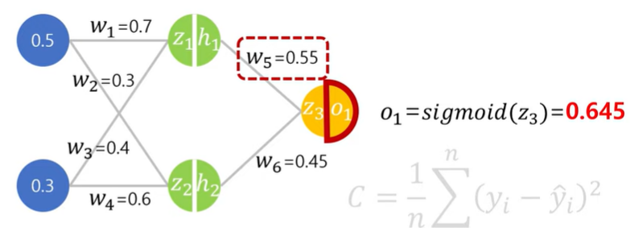 0.5
w₁=0.7
z₁ h₁
w₂=0.3
w₅=0.55
z₃ o₁
o₁=sigmoid(z₃)=0.645
w₃=0.4
0.3
w₄=0.6
z₂ h₂
w₆=0.45
C = 1/n ∑ⁿ (yᵢ − ŷᵢ)²